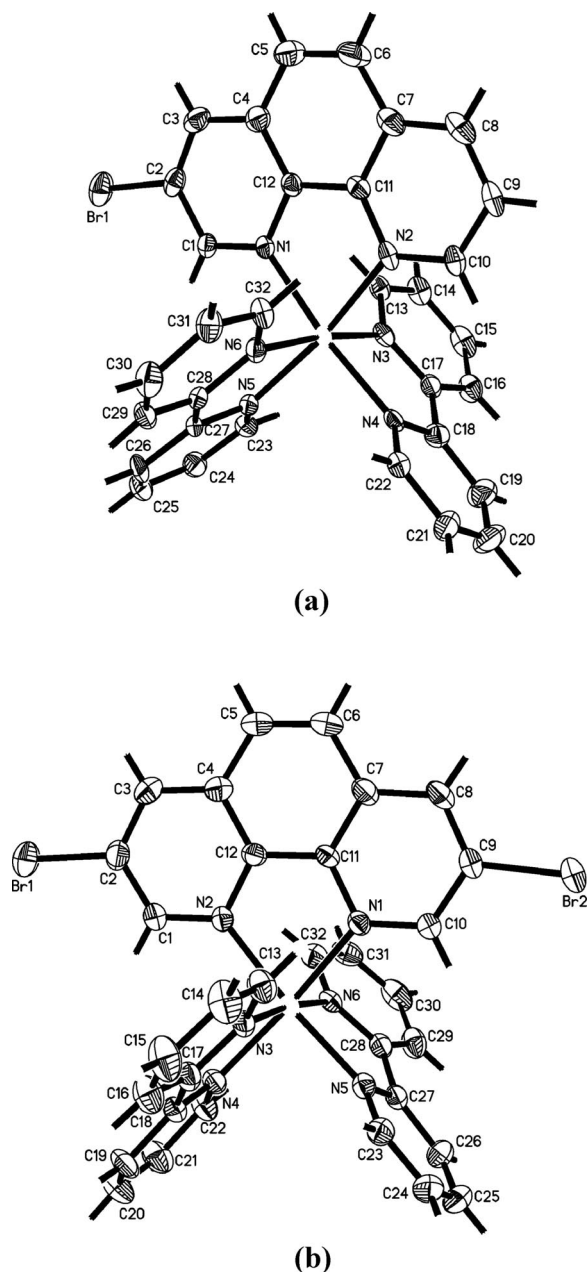 C5 C6
C3 C4 C7 C8
C2 C12 C11 C9
Br1
C1 N1 N2 C10
C32 C13 C14
C31 N6 N3 C15
C30 C28 N5 C17 C16
C29 C27 N4 C18
C26 C23
C24 C22 C19
C25 C21 C20
(a)
C5 C6
C3 C4 C7 C8
C2 C12 C11 C9
Br1 Br2
C1 N2 N1 C10
C13 C32 C31
C14 N6 C30
C15 C17 N3 C28 C29
C16 N4 N5 C27
C18 C22 C23 C26
C19 C21
C20 C24 C25
(b)